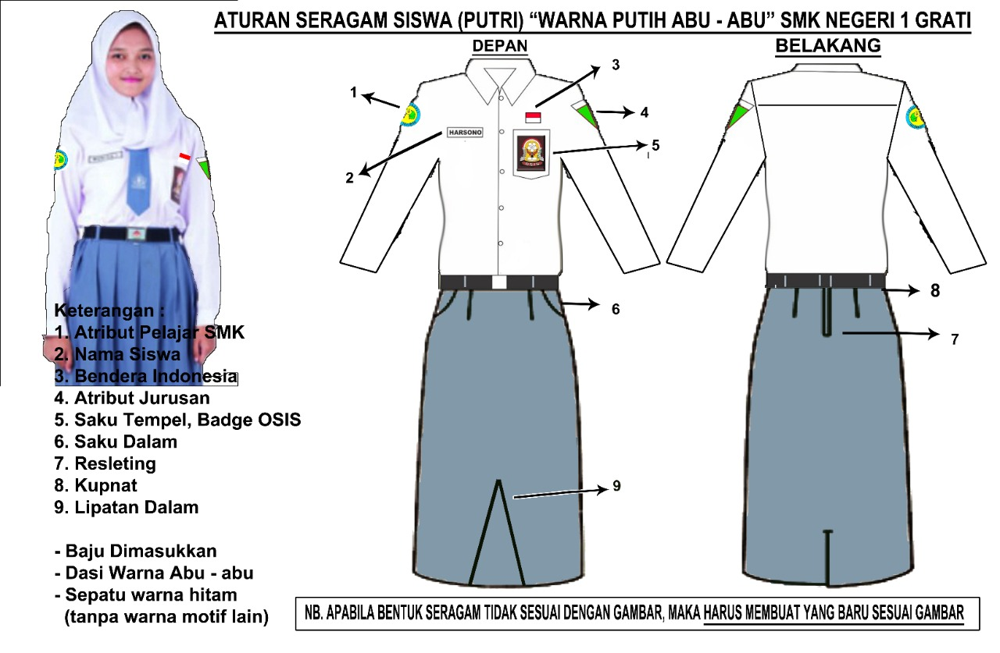 ATURAN SERAGAM SISWA (PUTRI) “WARNA PUTIH ABU - ABU” SMK NEGERI 1 GRATI
DEPAN
BELAKANG
1
2
3
4
5
6
9
8
7
HARSONO
OSIS
Keterangan :
1. Atribut Pelajar SMK
2. Nama Siswa
3. Bendera Indonesia
4. Atribut Jurusan
5. Saku Tempel, Badge OSIS
6. Saku Dalam
7. Resleting
8. Kupnat
9. Lipatan Dalam
- Baju Dimasukkan
- Dasi Warna Abu - abu
- Sepatu warna hitam
(tanpa warna motif lain)
NB. APABILA BENTUK SERAGAM TIDAK SESUAI DENGAN GAMBAR, MAKA HARUS MEMBUAT YANG BARU SESUAI GAMBAR